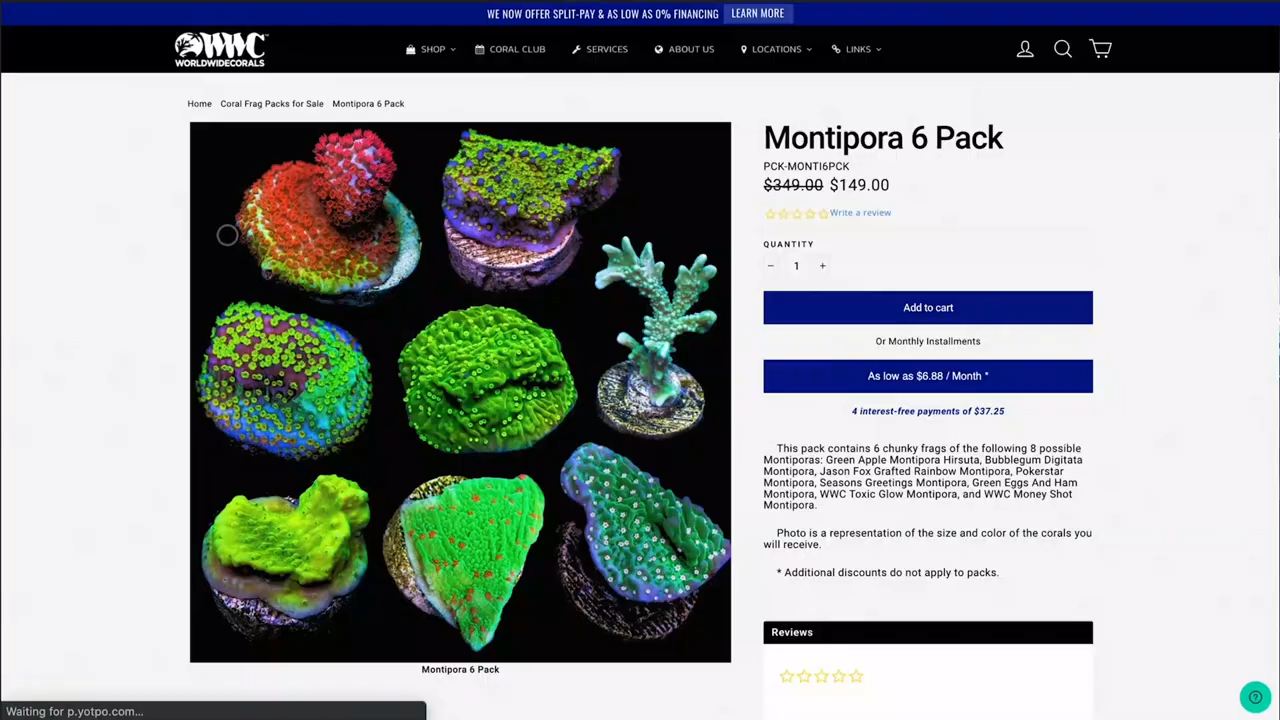 WE NOW OFFER SPLIT-PAY & AS LOW AS 0% FINANCING LEARN MORE
WWC
WORLDWIDECORALS
SHOP
CORAL CLUB
SERVICES
ABOUT US
LOCATIONS
LINKS
Home Coral Frag Packs for Sale Montipora 6 Pack
Montipora 6 Pack
PCK-MONTI6PCK
$349.00 $149.00
Write a review
QUANTITY
− 1 +
Add to cart
Or Monthly Installments
As low as $6.88 / Month *
4 interest-free payments of $37.25
This pack contains 6 chunky frags of the following 8 possible
Montiporas: Green Apple Montipora Hirsuta, Bubblegum Digitata
Montipora, Jason Fox Grafted Rainbow Montipora, Pokerstar
Montipora, Seasons Greetings Montipora, Green Eggs And Ham
Montipora, WWC Toxic Glow Montipora, and WWC Money Shot
Montipora.
Photo is a representation of the size and color of the corals you
will receive.
* Additional discounts do not apply to packs.
Reviews
Montipora 6 Pack
Waiting for p.yotpo.com...